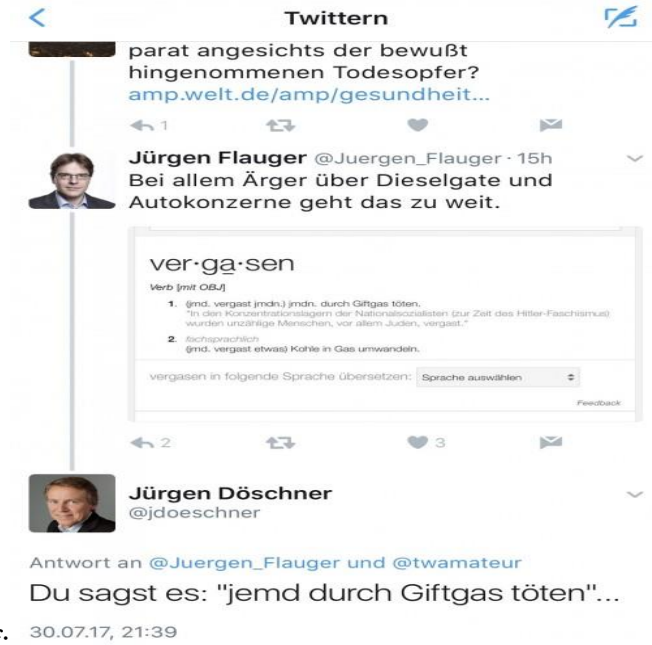 Twittern
parat angesichts der bewußt
hingenommenen Todesopfer?
amp.welt.de/amp/gesundheit...
1
Jürgen Flauger @Juergen_Flauger · 15h
Bei allem Ärger über Dieselgate und
Autokonzerne geht das zu weit.
ver·ga·sen
Verb [mit OBJ]
1. (jmd. vergast jmdn.) jmdn. durch Giftgas töten.
"In den Konzentrationslagern der Nationalsozialisten (zur Zeit des Hitler-Faschismus)
wurden unzählige Menschen, vor allem Juden, vergast."
2. fachsprachlich
(jmd. vergast etwas) Kohle in Gas umwandeln.
vergasen in folgende Sprache übersetzen: Sprache auswählen
Feedback
2 3
Jürgen Döschner
@jdoeschner
Antwort an @Juergen_Flauger und @twamateur
Du sagst es: "jemd durch Giftgas töten"...
30.07.17, 21:39